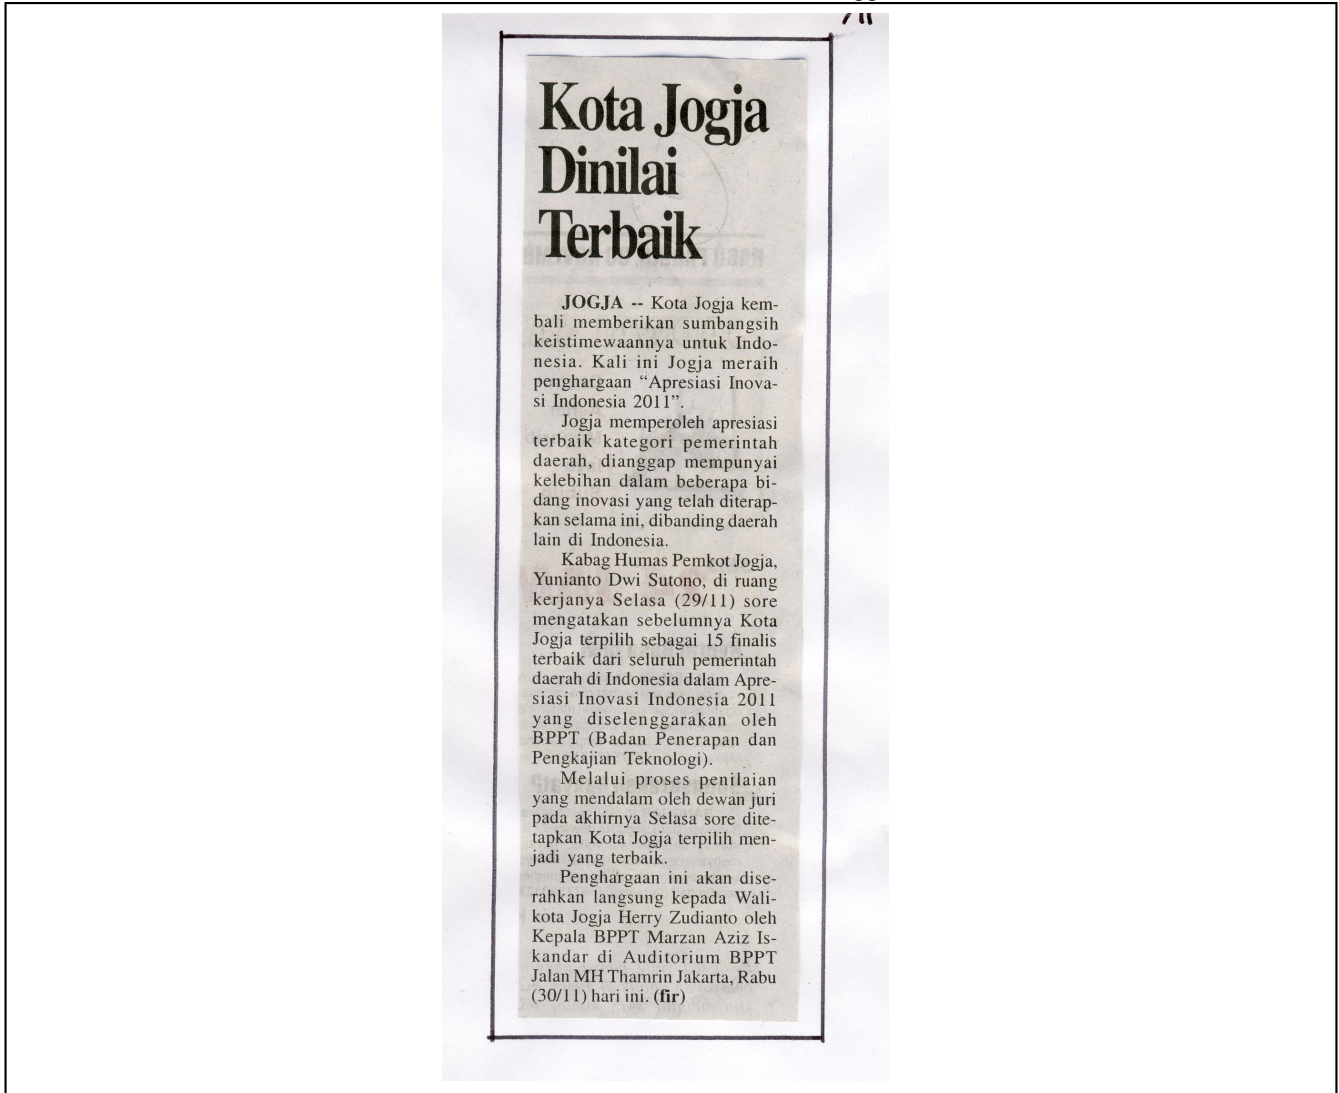 Kota Jogja
Dinilai
Terbaik
JOGJA -- Kota Jogja kem-
bali memberikan sumbangsih
keistimewaannya untuk Indo-
nesia. Kali ini Jogja meraih
penghargaan “Apresiasi Inova-
si Indonesia 2011”.
Jogja memperoleh apresiasi
terbaik kategori pemerintah
daerah, dianggap mempunyai
kelebihan dalam beberapa bi-
dang inovasi yang telah diterap-
kan selama ini, dibanding daerah
lain di Indonesia.
Kabag Humas Pemkot Jogja,
Yunianto Dwi Sutono, di ruang
kerjanya Selasa (29/11) sore
mengatakan sebelumnya Kota
Jogja terpilih sebagai 15 finalis
terbaik dari seluruh pemerintah
daerah di Indonesia dalam Apre-
siasi Inovasi Indonesia 2011
yang diselenggarakan oleh
BPPT (Badan Penerapan dan
Pengkajian Teknologi).
Melalui proses penilaian
yang mendalam oleh dewan juri
pada akhirnya Selasa sore dite-
tapkan Kota Jogja terpilih men-
jadi yang terbaik.
Penghargaan ini akan dise-
rahkan langsung kepada Wali-
kota Jogja Herry Zudianto oleh
Kepala BPPT Marzan Aziz Is-
kandar di Auditorium BPPT
Jalan MH Thamrin Jakarta, Rabu
(30/11) hari ini. (fir)